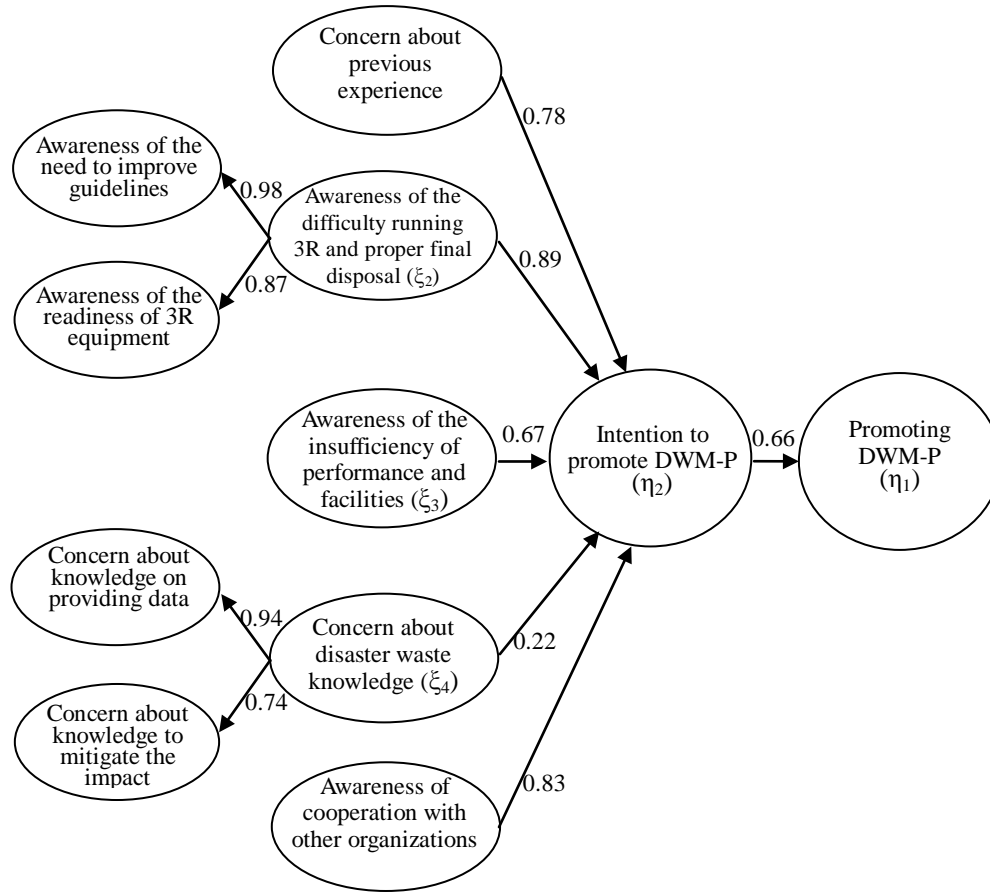 Concern about
previous
experience
0.78
Awareness of the
need to improve
guidelines
0.98
Awareness of the
difficulty running
3R and proper final
disposal (ξ2)
0.89
0.87
Awareness of the
readiness of 3R
equipment
Awareness of the
insufficiency of
performance and
facilities (ξ3)
0.67
Intention to
promote DWM-P
(η2)
0.66
Promoting
DWM-P
(η1)
Concern about
knowledge on
providing data
0.94
Concern about
disaster waste
knowledge (ξ4)
0.22
0.74
Concern about
knowledge to
mitigate the
impact
Awareness of
cooperation with
other organizations
0.83